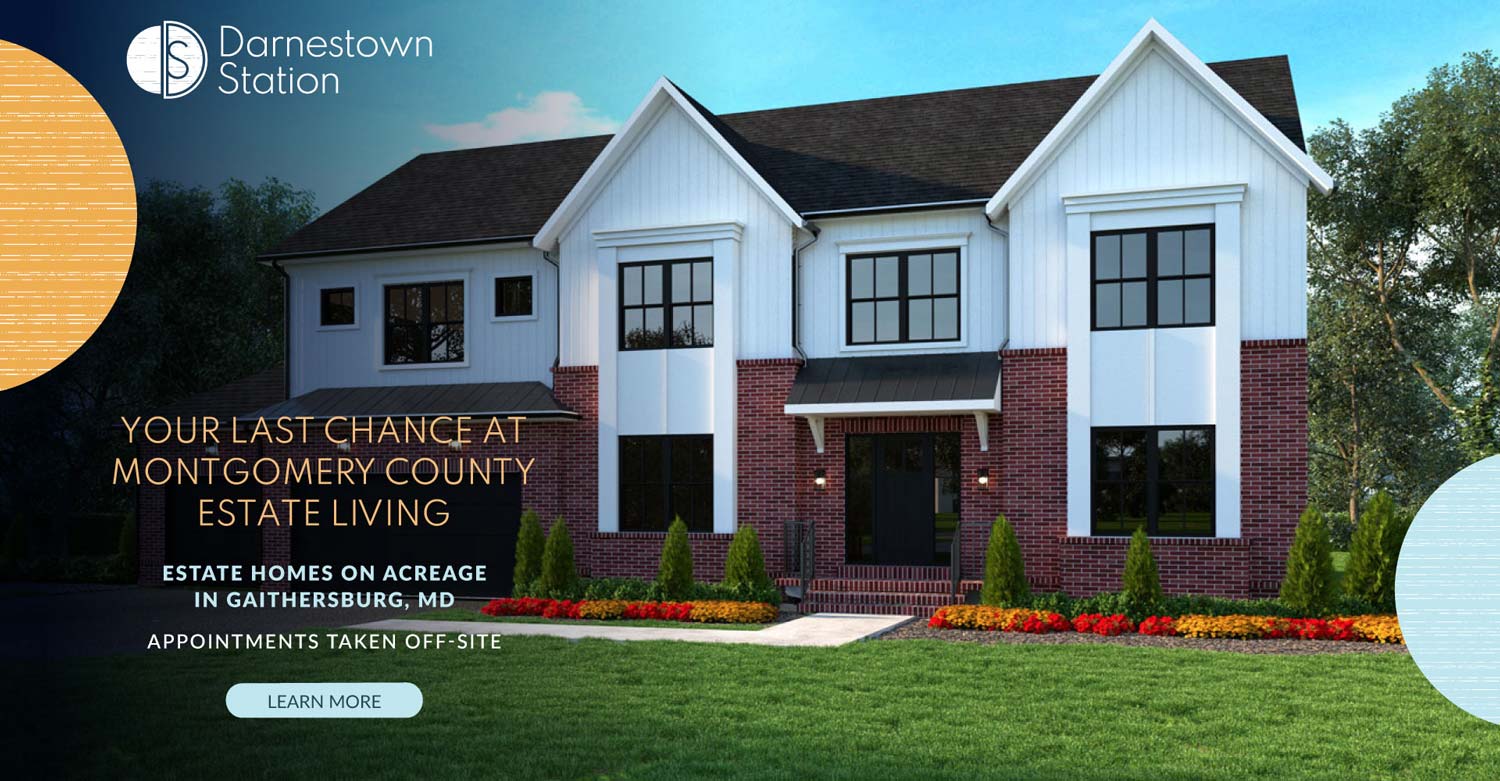 DS
Darnestown
Station
YOUR LAST CHANCE AT
MONTGOMERY COUNTY
ESTATE LIVING
ESTATE HOMES ON ACREAGE
IN GAITHERSBURG, MD
APPOINTMENTS TAKEN OFF-SITE
LEARN MORE